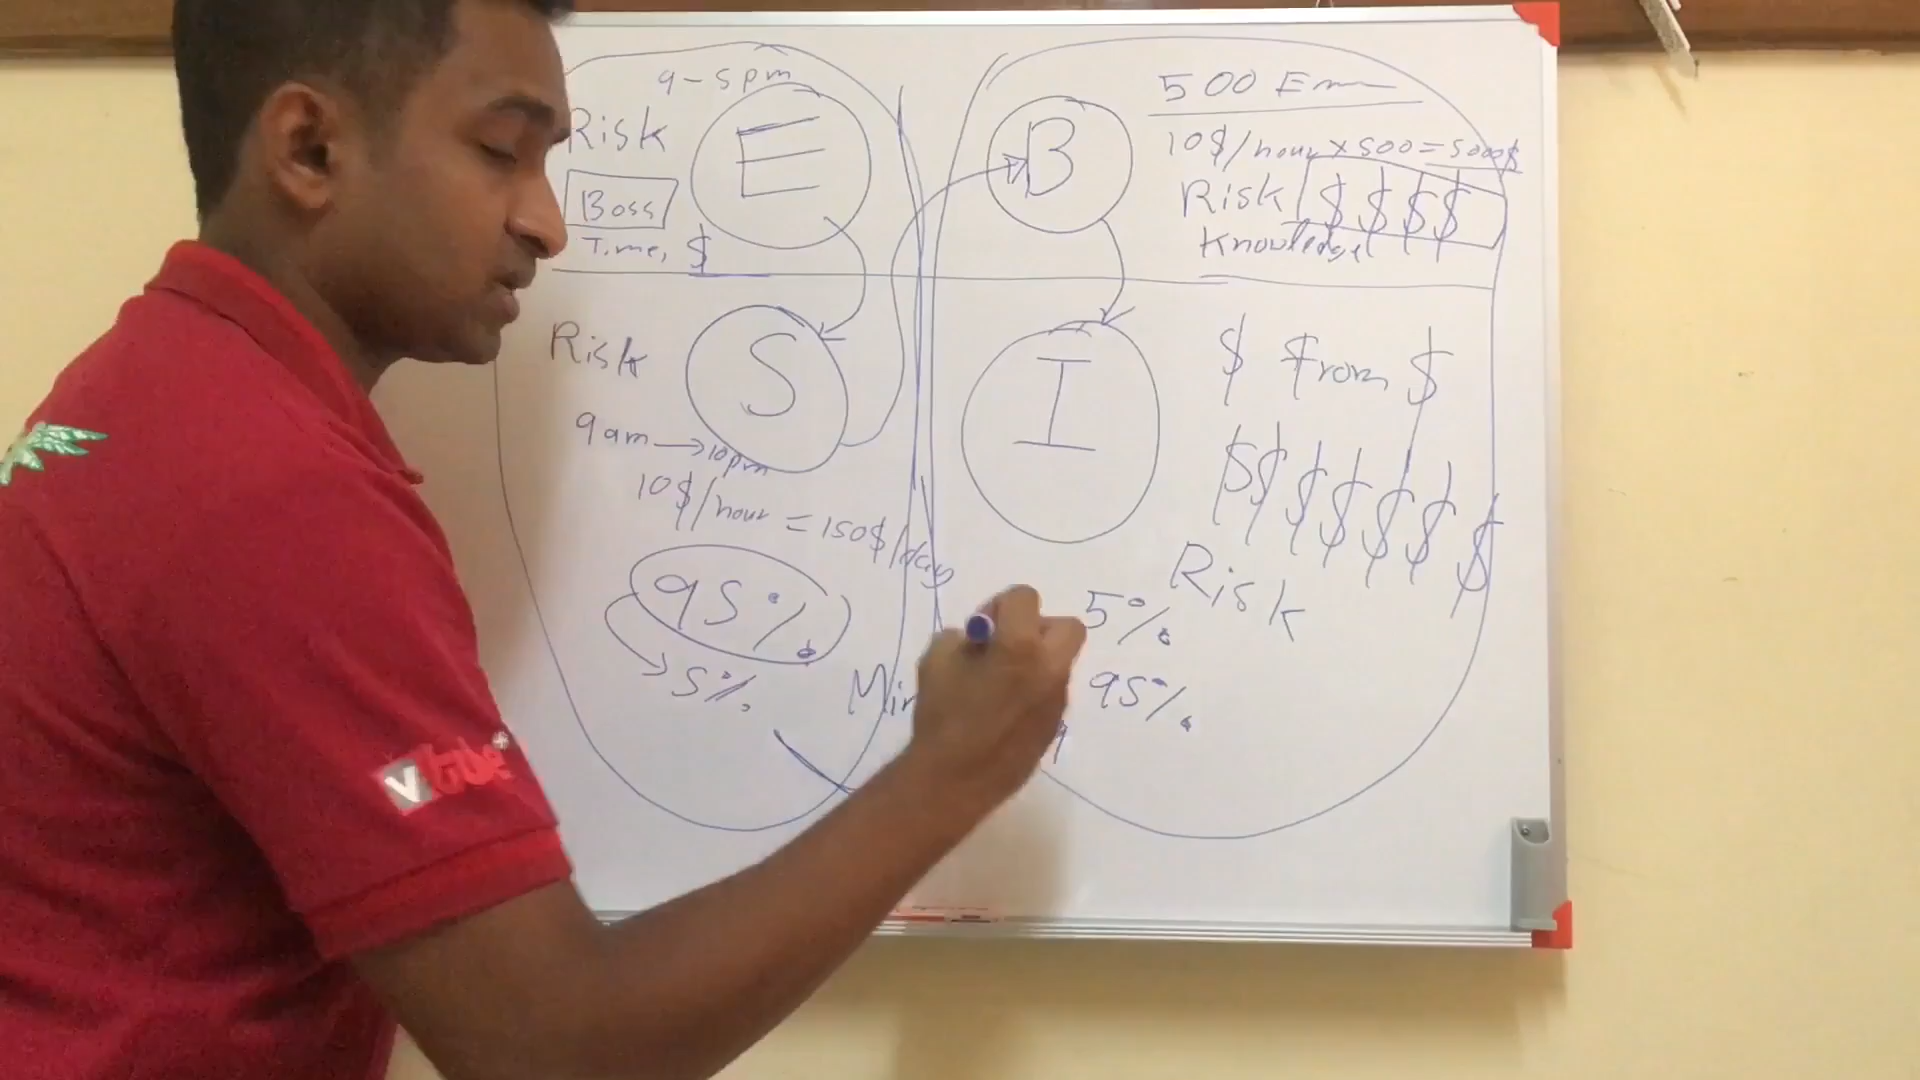 9-5pm
Risk
E
Boss
Time, $
Risk
S
9am → 10pm
10$/hour = 150$/day
95%
5%
B
500 Em
10$/hour x 500 = 5000$
Risk $ $ $ $
Knowledge
I
$ From $
$ $ $ $ $ $ $
Risk
5%
95%
V-tube